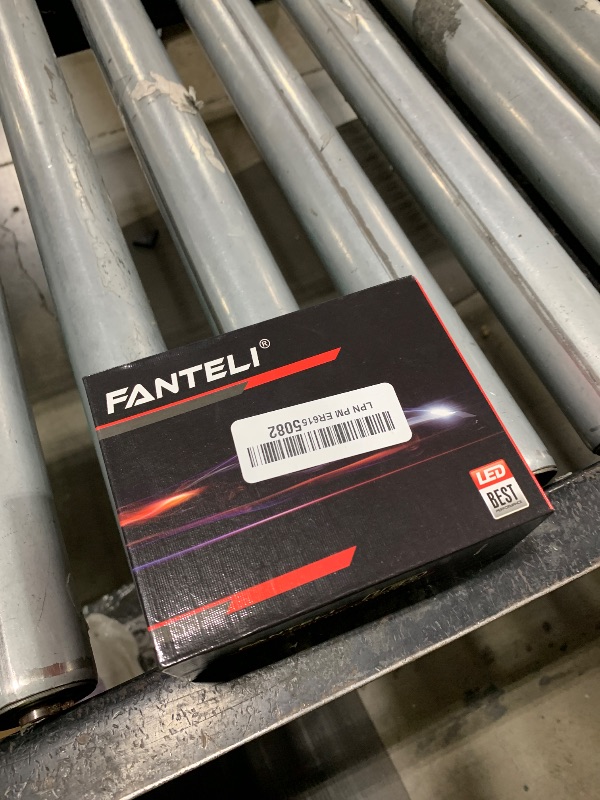 FANTELI®
LPN PM ER6155082
LED
BEST